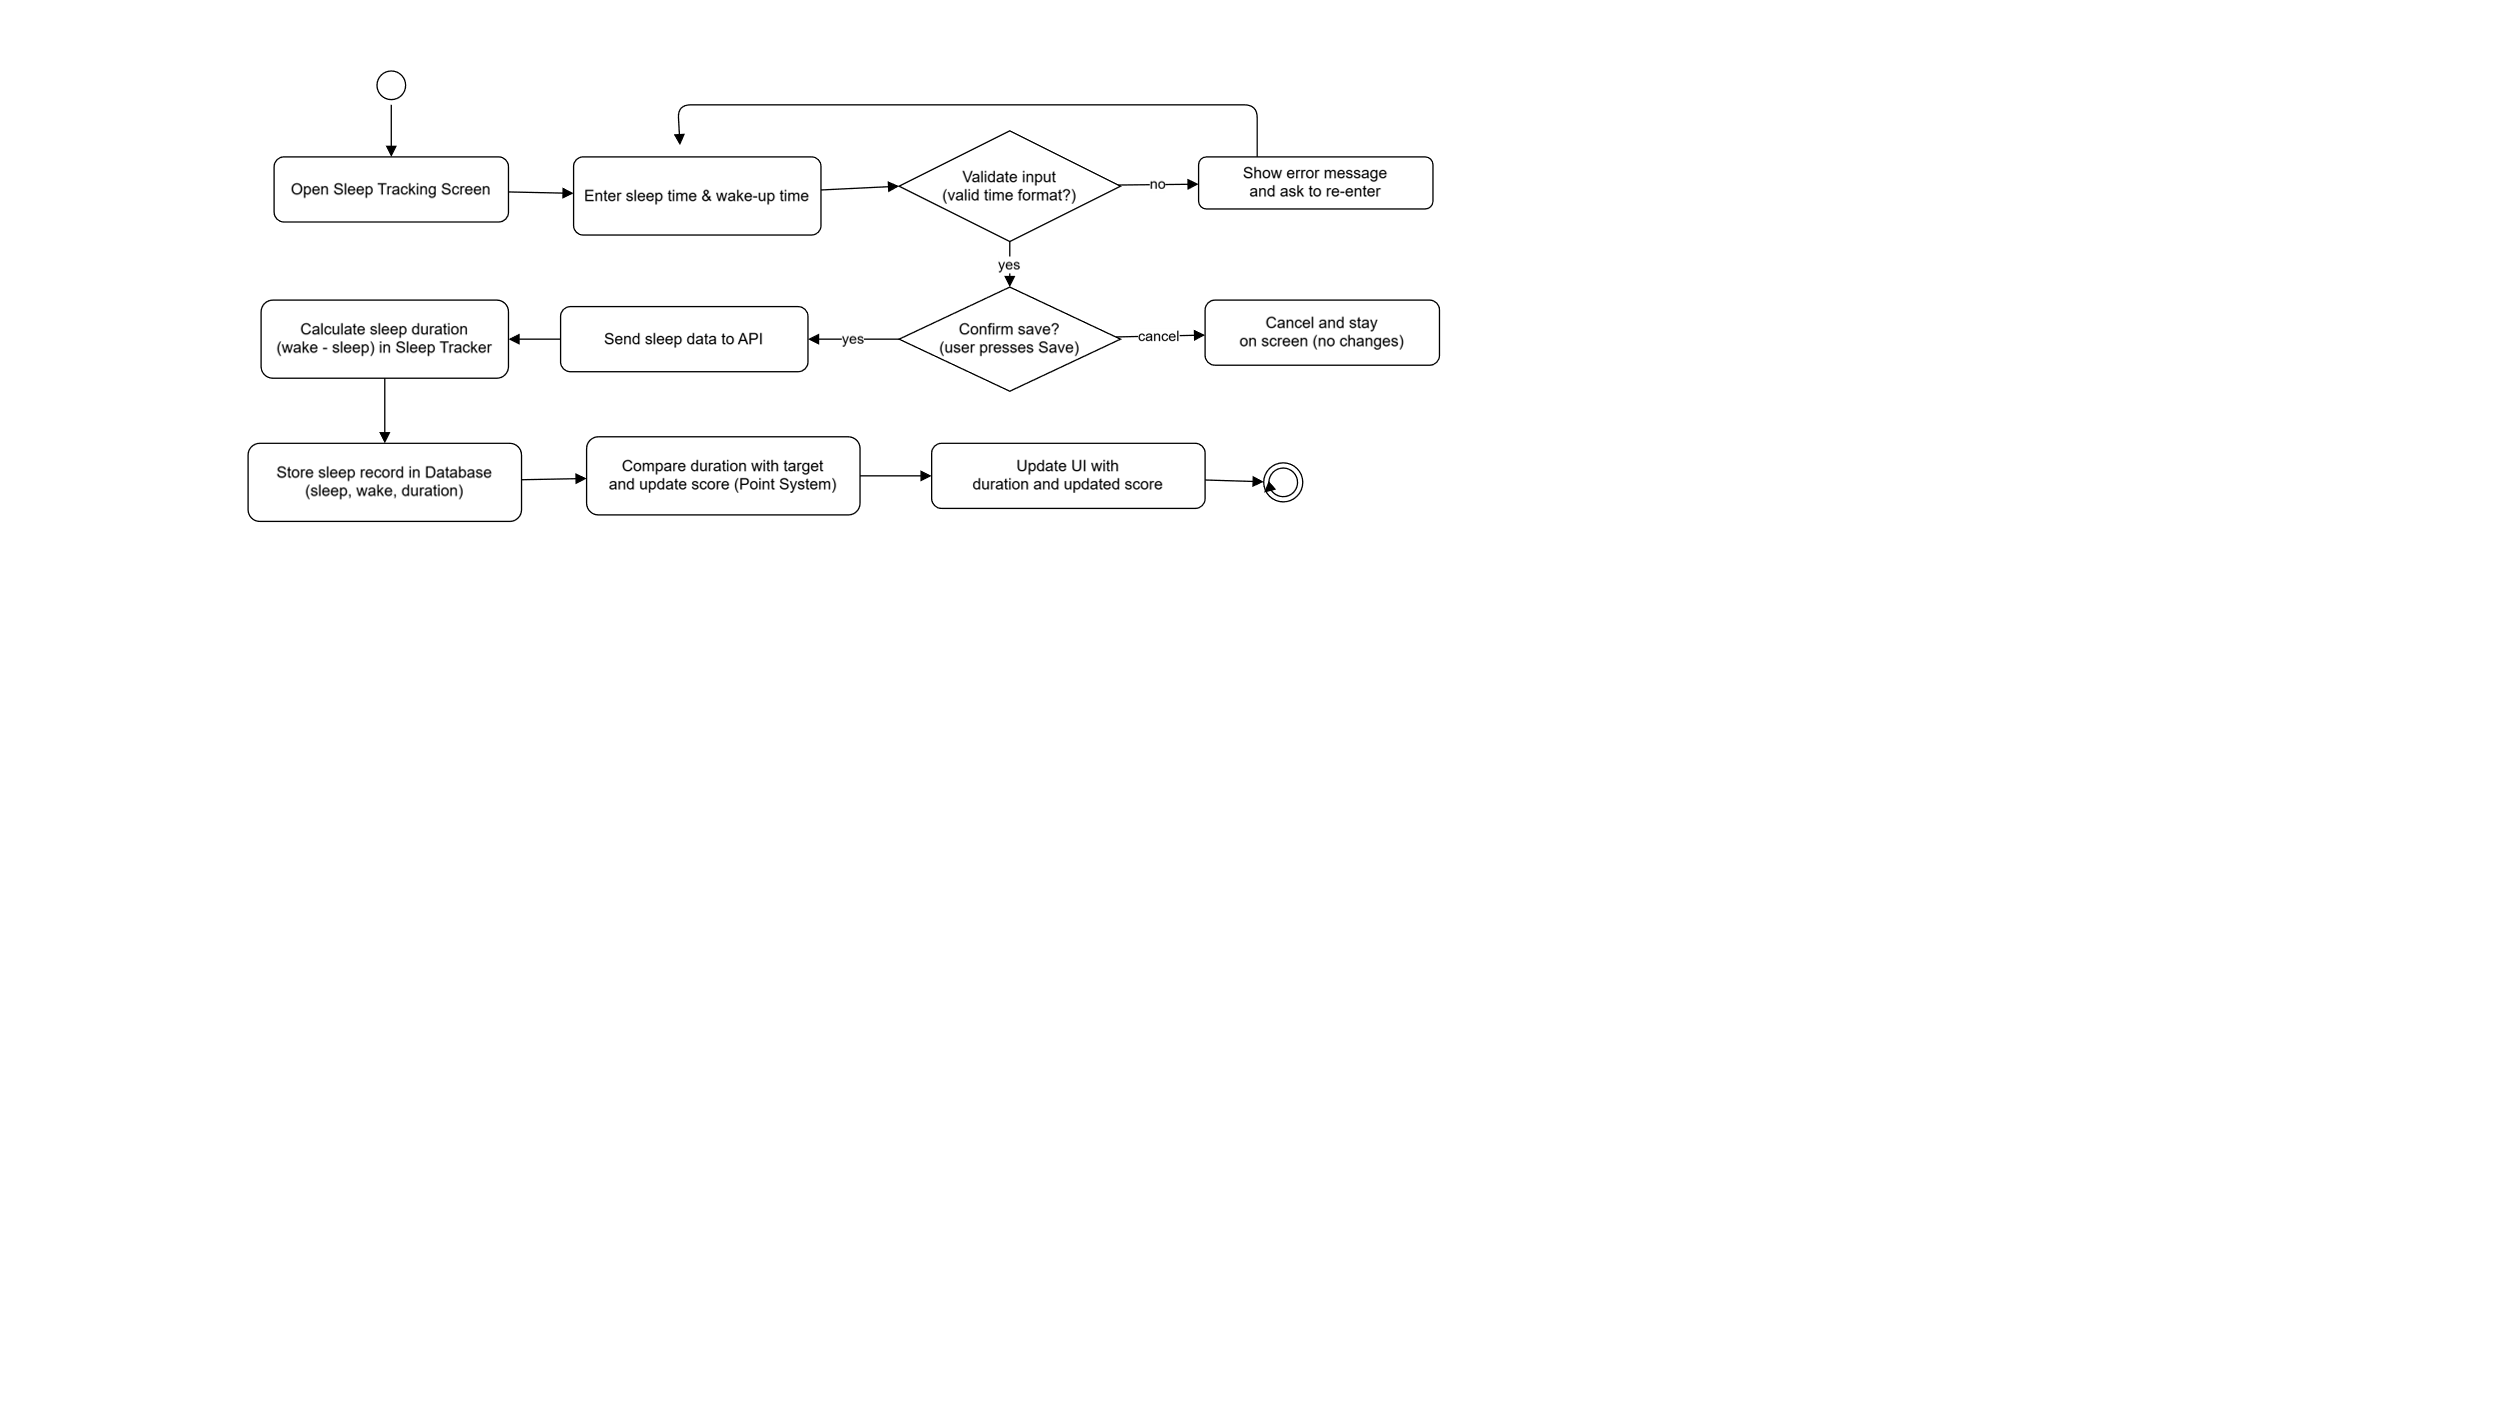 Open Sleep Tracking Screen
Enter sleep time & wake-up time
Validate input
(valid time format?)
no
Show error message
and ask to re-enter
yes
Calculate sleep duration
(wake - sleep) in Sleep Tracker
Send sleep data to API
yes
Confirm save?
(user presses Save)
cancel
Cancel and stay
on screen (no changes)
Store sleep record in Database
(sleep, wake, duration)
Compare duration with target
and update score (Point System)
Update UI with
duration and updated score